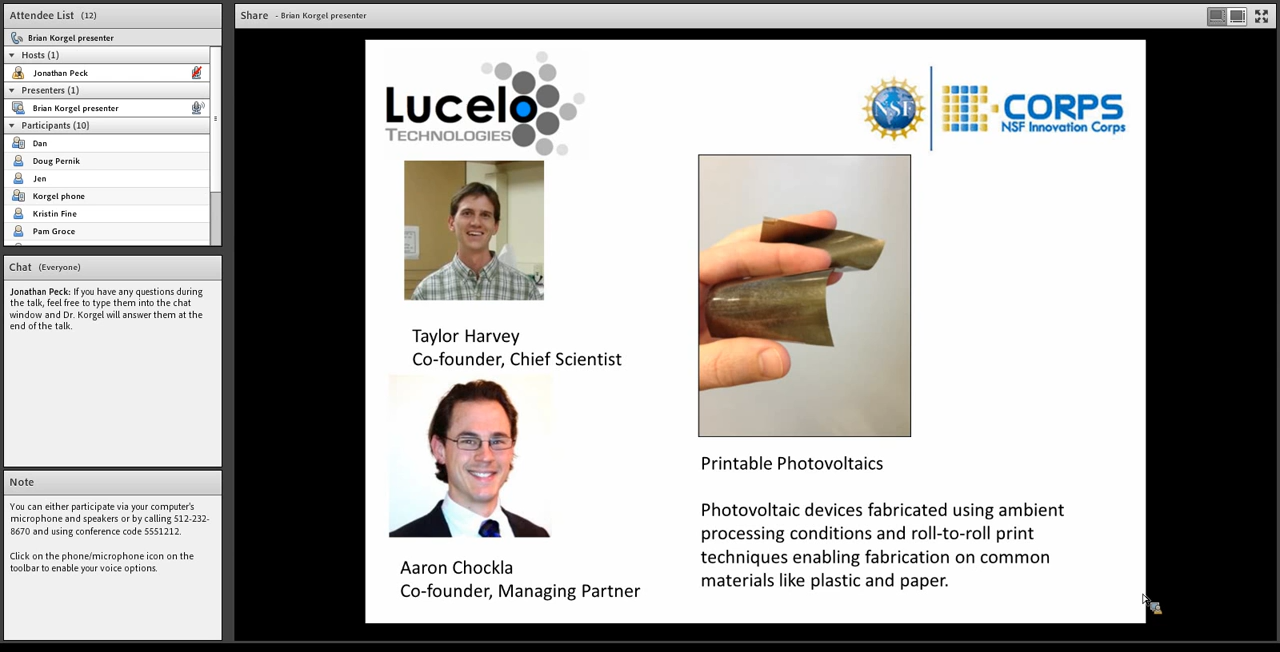 Attendee List (12)
Brian Korgel presenter
Hosts (1)
Jonathan Peck
Presenters (1)
Brian Korgel presenter
Participants (10)
Dan
Doug Pernik
Jen
Korgel phone
Kristin Fine
Pam Groce
Chat (Everyone)
Jonathan Peck: If you have any questions during
the talk, feel free to type them into the chat
window and Dr. Korgel will answer them at the
end of the talk.
Note
You can either participate via your computer's
microphone and speakers or by calling 512-232-
8670 and using conference code 5551212.
Click on the phone/microphone icon on the
toolbar to enable your voice options.
Share - Brian Korgel presenter
Lucelo
TECHNOLOGIES
NSF
I-CORPS
NSF Innovation Corps
Taylor Harvey
Co-founder, Chief Scientist
Aaron Chockla
Co-founder, Managing Partner
Printable Photovoltaics
Photovoltaic devices fabricated using ambient
processing conditions and roll-to-roll print
techniques enabling fabrication on common
materials like plastic and paper.